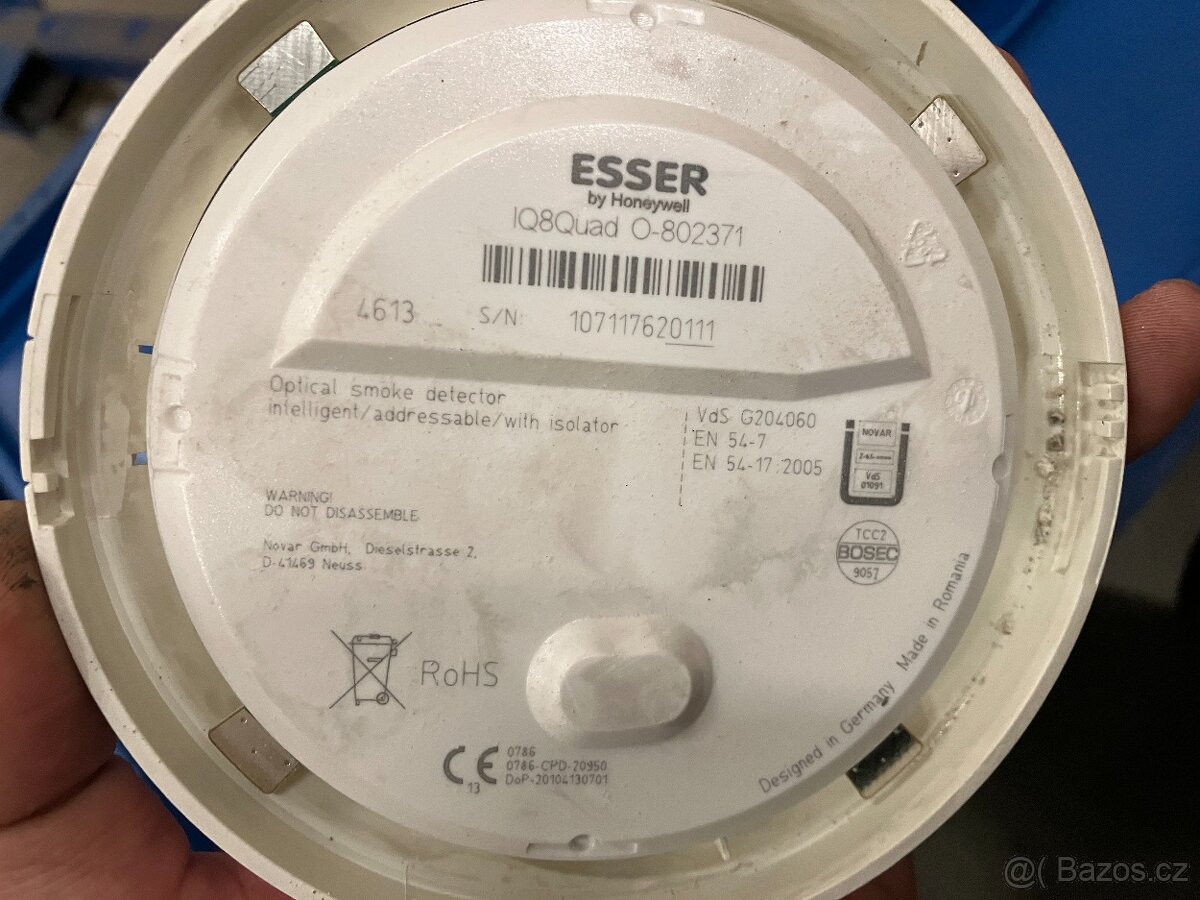 ESSER
by Honeywell
IQ8Quad O-802371
4613 S/N: 107117620111
Optical smoke detector
intelligent/addressable/with isolator
VdS G204060
EN 54-7
EN 54-17:2005
NOVAR
VdS
01091
WARNING!
DO NOT DISASSEMBLE
Novar GmbH, Dieselstrasse 2,
D-41469 Neuss
TCC2
BOSEC
9057
RoHS
CE 13
0786
0786-CPD-20950
DoP-20104130701
Designed in Germany Made in Romania
@( Bazos.cz